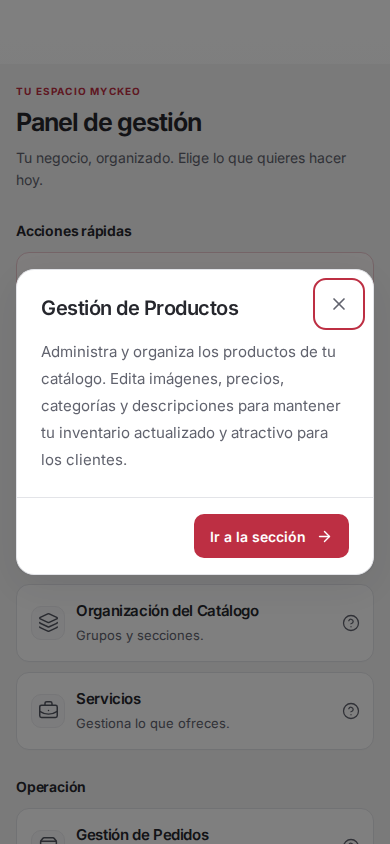 TU ESPACIO MYCKEO
Panel de gestión
Tu negocio, organizado. Elige lo que quieres hacer
hoy.
Acciones rápidas
Gestión de Productos
Administra y organiza los productos de tu
catálogo. Edita imágenes, precios,
categorías y descripciones para mantener
tu inventario actualizado y atractivo para
los clientes.
Ir a la sección
Organización del Catálogo
Grupos y secciones.
Servicios
Gestiona lo que ofreces.
Operación
Gestión de Pedidos